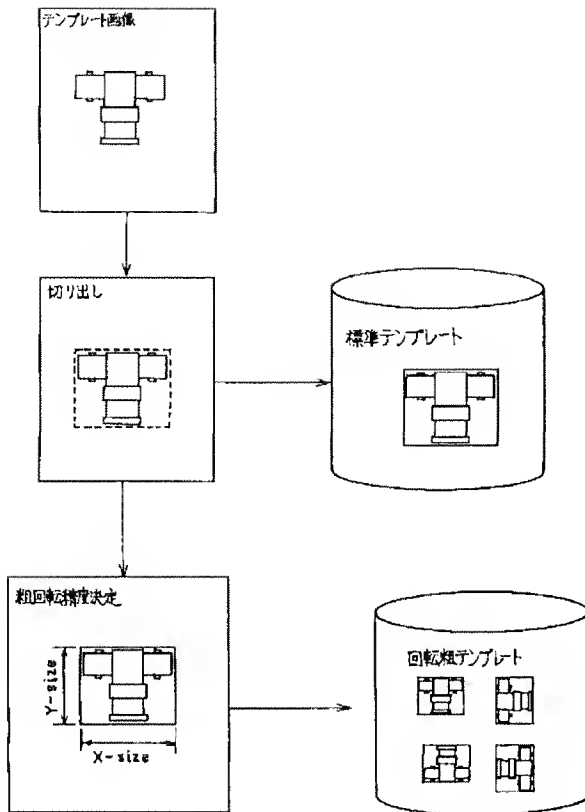 テンプレート画像
切り出し
標準テンプレート
粗回転精度決定
Y-size
X-size
回転粗テンプレート